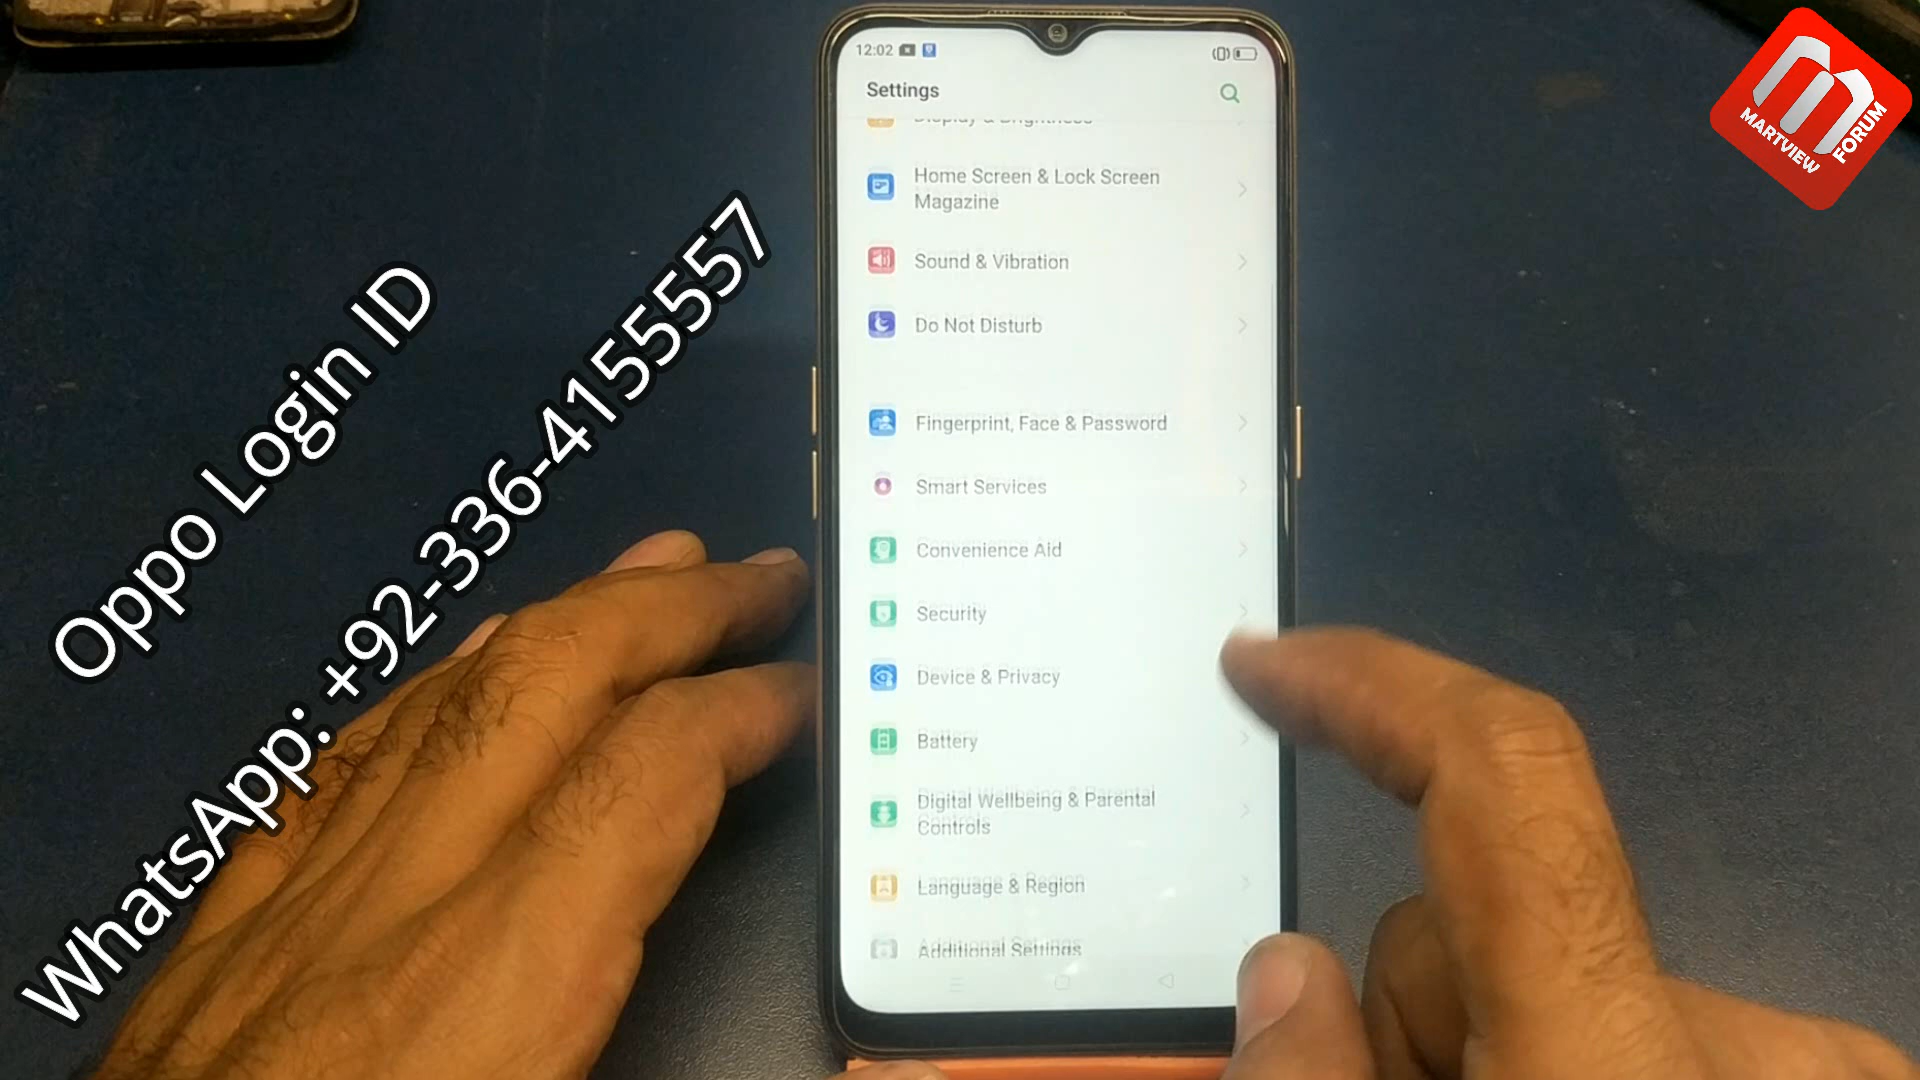 12:02
Settings
Display & Brightness
Home Screen & Lock Screen
Magazine
Sound & Vibration
Do Not Disturb
Fingerprint, Face & Password
Smart Services
Convenience Aid
Security
Device & Privacy
Battery
Digital Wellbeing & Parental
Controls
Language & Region
Additional Settings
Oppo Login ID
WhatsApp: +92-336-4155557
MARTVIEW
FORUM